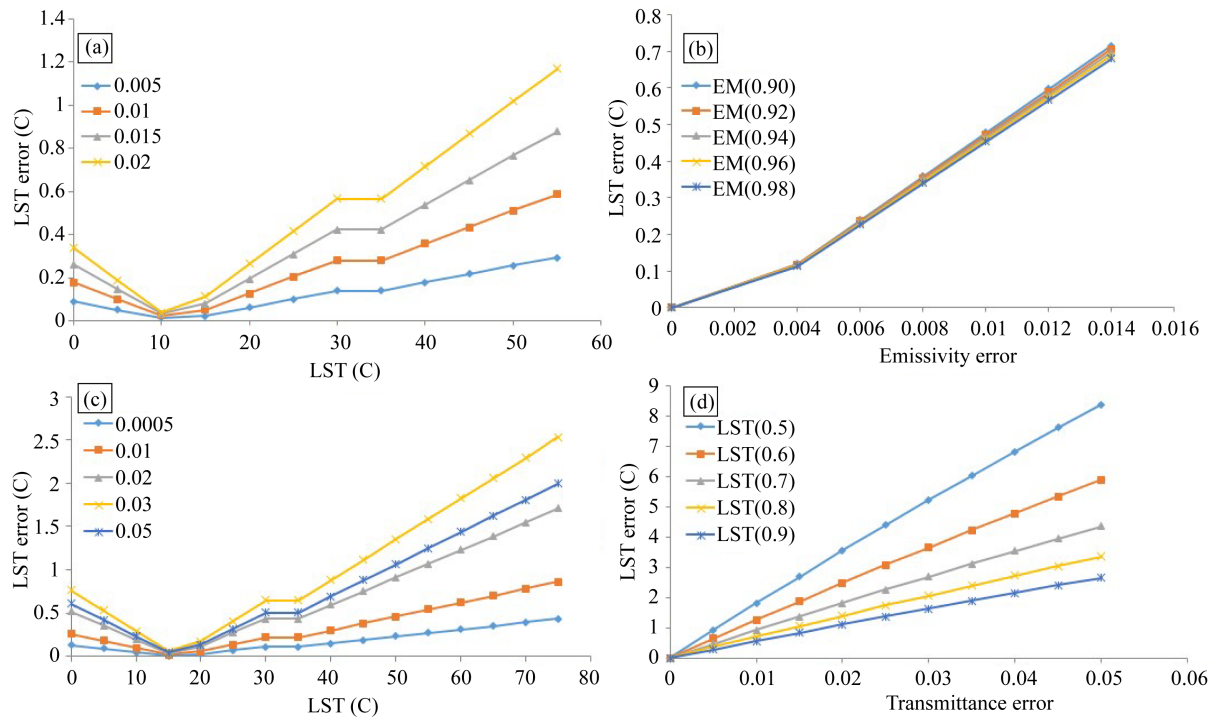 (a)
LST error (C)
1.4
1.2
1
0.8
0.6
0.4
0.2
0
0.005
0.01
0.015
0.02
0 10 20 30 40 50 60
LST (C)
(b)
LST error (C)
0.8
0.7
0.6
0.5
0.4
0.3
0.2
0.1
0
EM(0.90)
EM(0.92)
EM(0.94)
EM(0.96)
EM(0.98)
0 0.002 0.004 0.006 0.008 0.01 0.012 0.014 0.016
Emissivity error
(c)
LST error (C)
3
2.5
2
1.5
1
0.5
0
0.0005
0.01
0.02
0.03
0.05
0 10 20 30 40 50 60 70 80
LST (C)
(d)
LST error (C)
9
8
7
6
5
4
3
2
1
0
LST(0.5)
LST(0.6)
LST(0.7)
LST(0.8)
LST(0.9)
0 0.01 0.02 0.03 0.04 0.05 0.06
Transmittance error